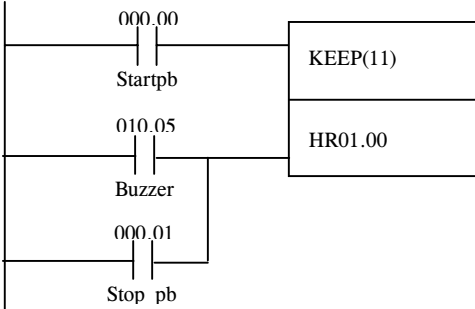 000.00
Startpb
KEEP(11)
010.05
Buzzer
HR01.00
000.01
Stop pb